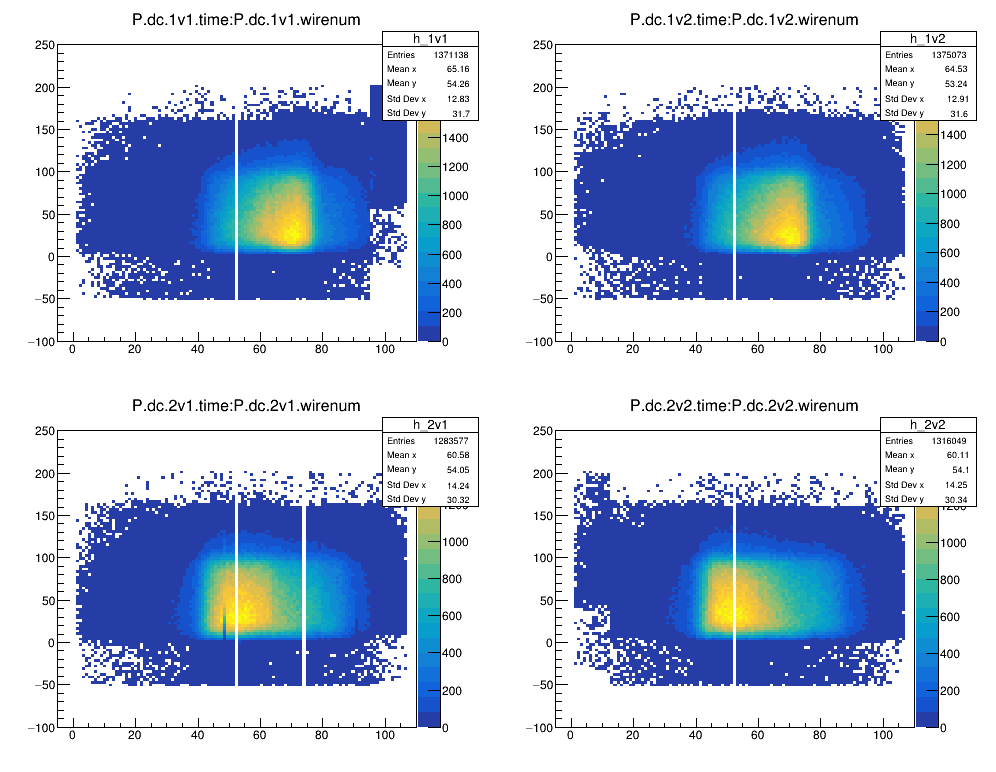 P.dc.1v1.time:P.dc.1v1.wirenum
h_1v1
Entries 1371138
Mean x 65.16
Mean y 54.26
Std Dev x 12.83
Std Dev y 31.7
250
200
150
100
50
0
−50
−100
0 20 40 60 80 100
1400
1200
1000
800
600
400
200
0
P.dc.1v2.time:P.dc.1v2.wirenum
h_1v2
Entries 1375073
Mean x 64.53
Mean y 53.24
Std Dev x 12.91
Std Dev y 31.6
250
200
150
100
50
0
−50
−100
0 20 40 60 80 100
1400
1200
1000
800
600
400
200
0
P.dc.2v1.time:P.dc.2v1.wirenum
h_2v1
Entries 1283577
Mean x 60.58
Mean y 54.05
Std Dev x 14.24
Std Dev y 30.32
250
200
150
100
50
0
−50
−100
0 20 40 60 80 100
1200
1000
800
600
400
200
0
P.dc.2v2.time:P.dc.2v2.wirenum
h_2v2
Entries 1316049
Mean x 60.11
Mean y 54.1
Std Dev x 14.25
Std Dev y 30.34
250
200
150
100
50
0
−50
−100
0 20 40 60 80 100
1200
1000
800
600
400
200
0